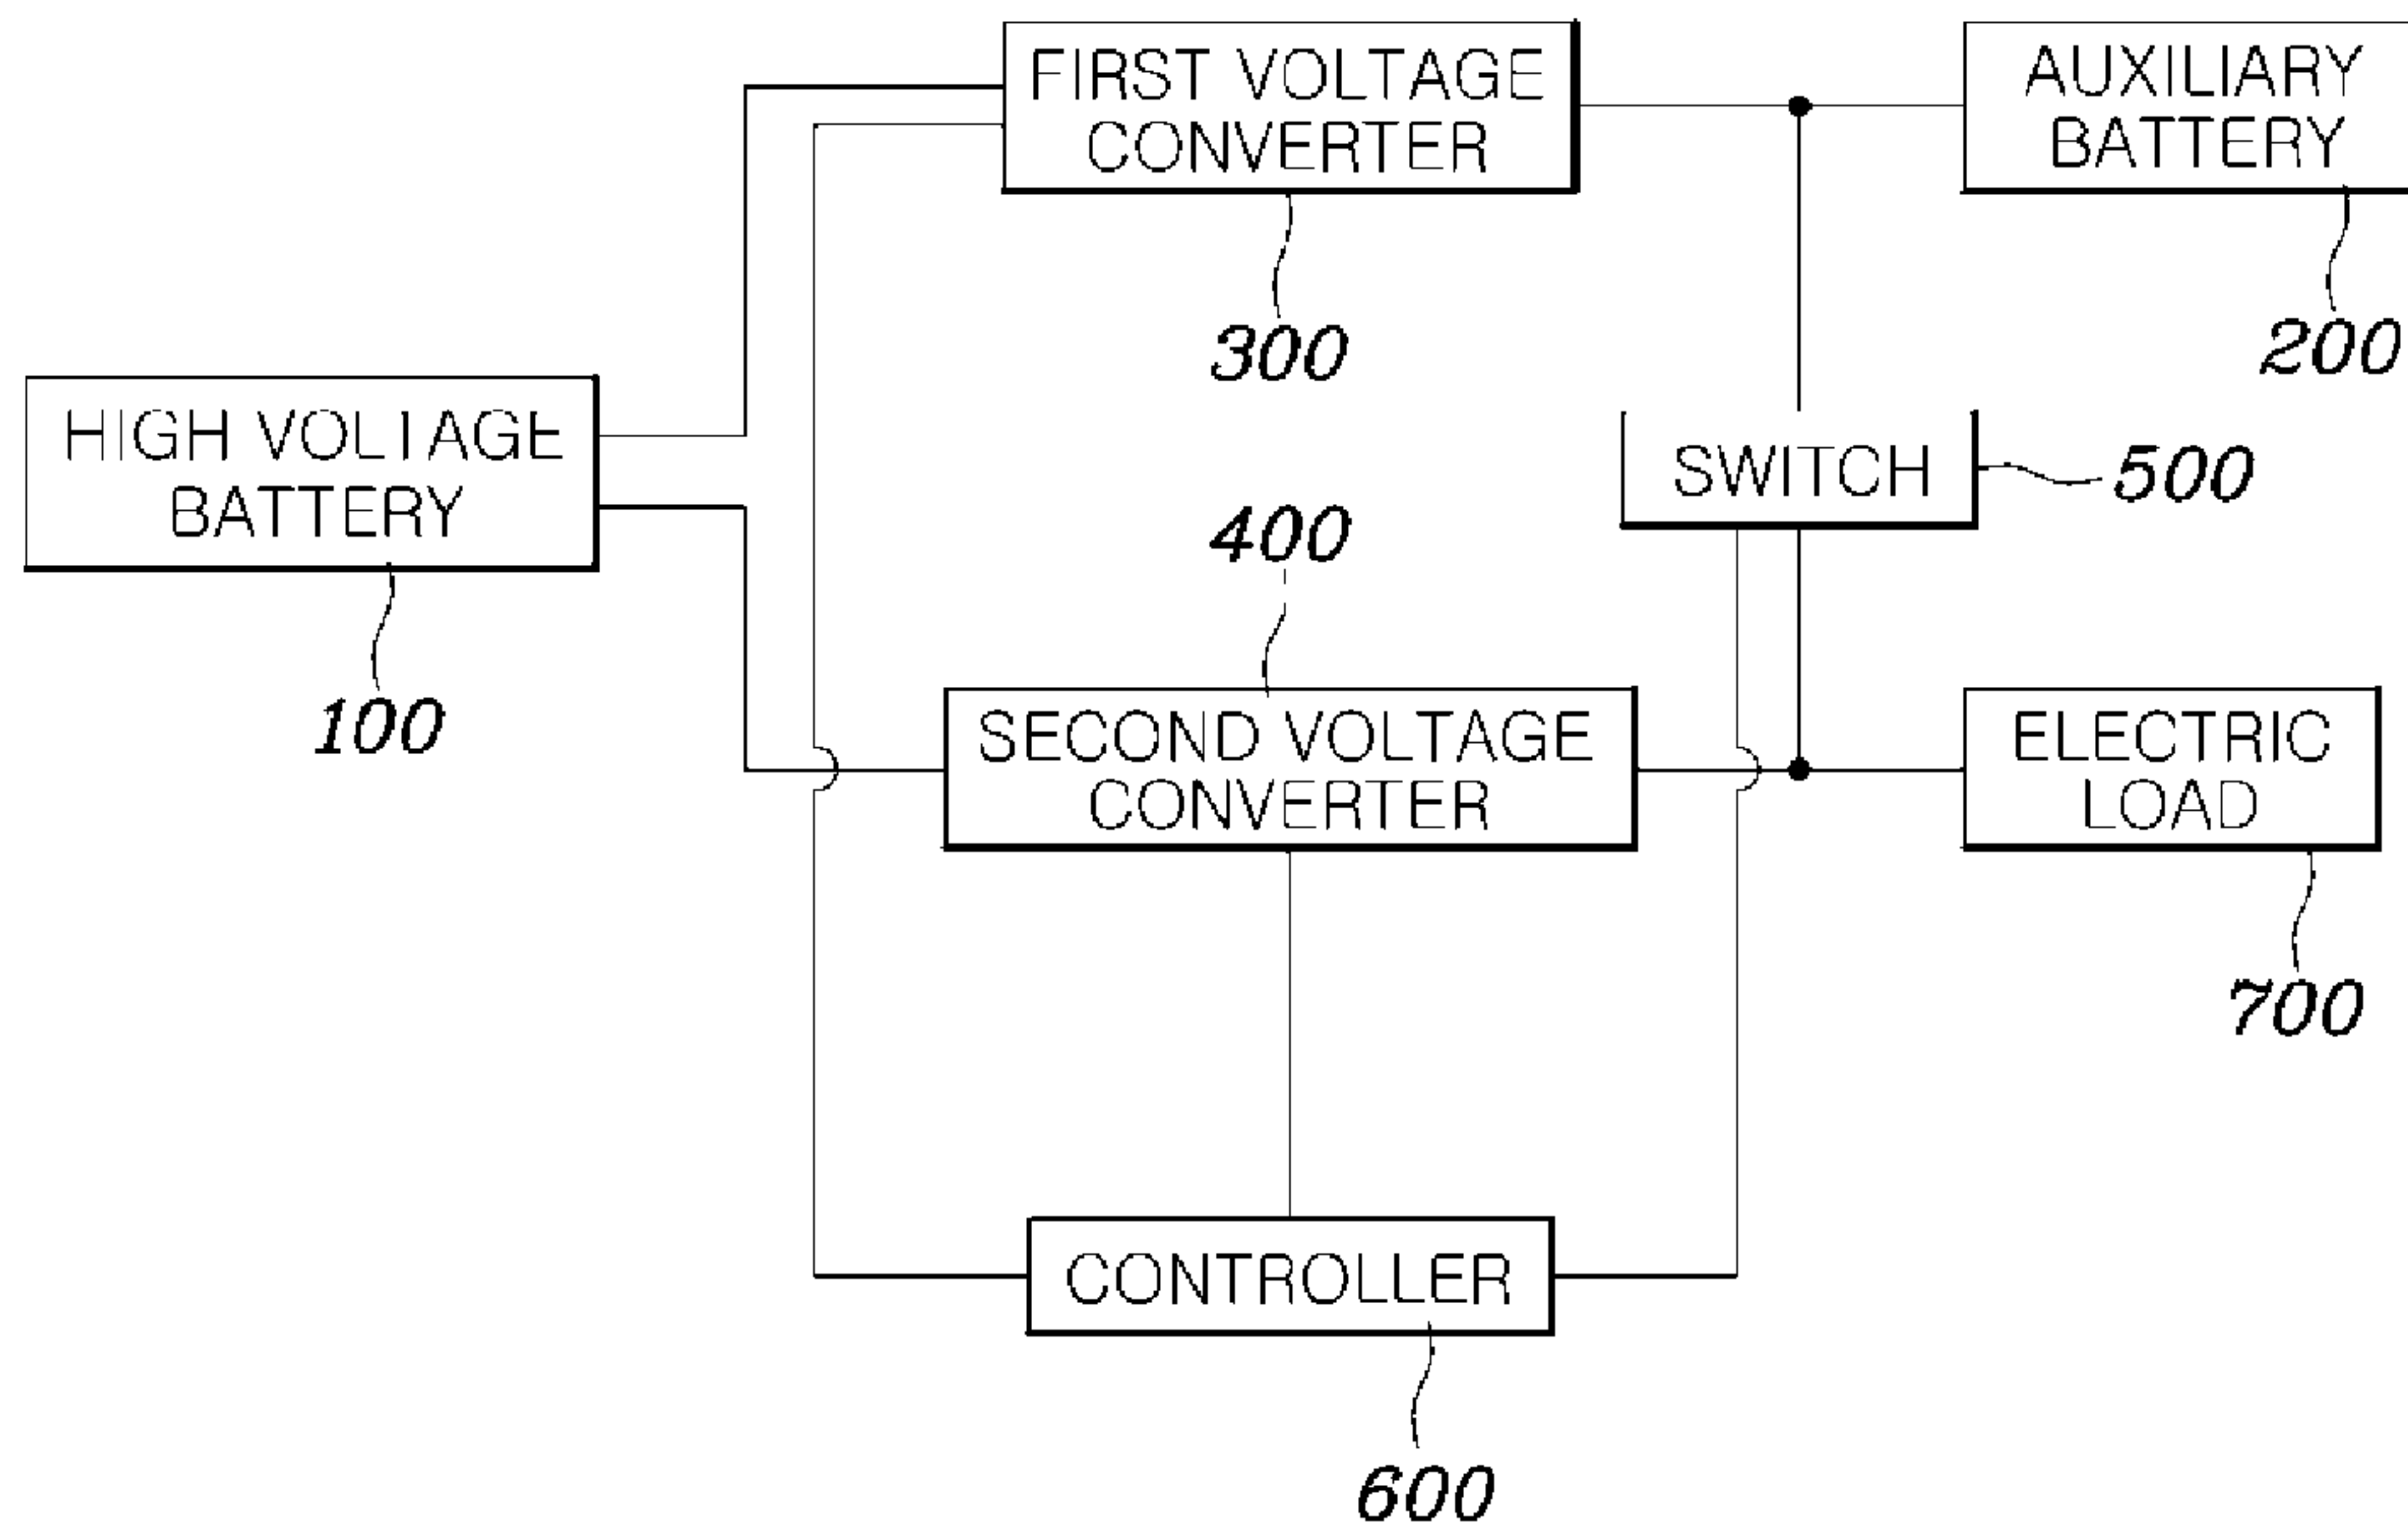 FIRST VOLTAGE
CONVERTER
300
AUXILIARY
BATTERY
200
HIGH VOLTAGE
BATTERY
100
SWITCH
500
400
SECOND VOLTAGE
CONVERTER
ELECTRIC
LOAD
700
CONTROLLER
600